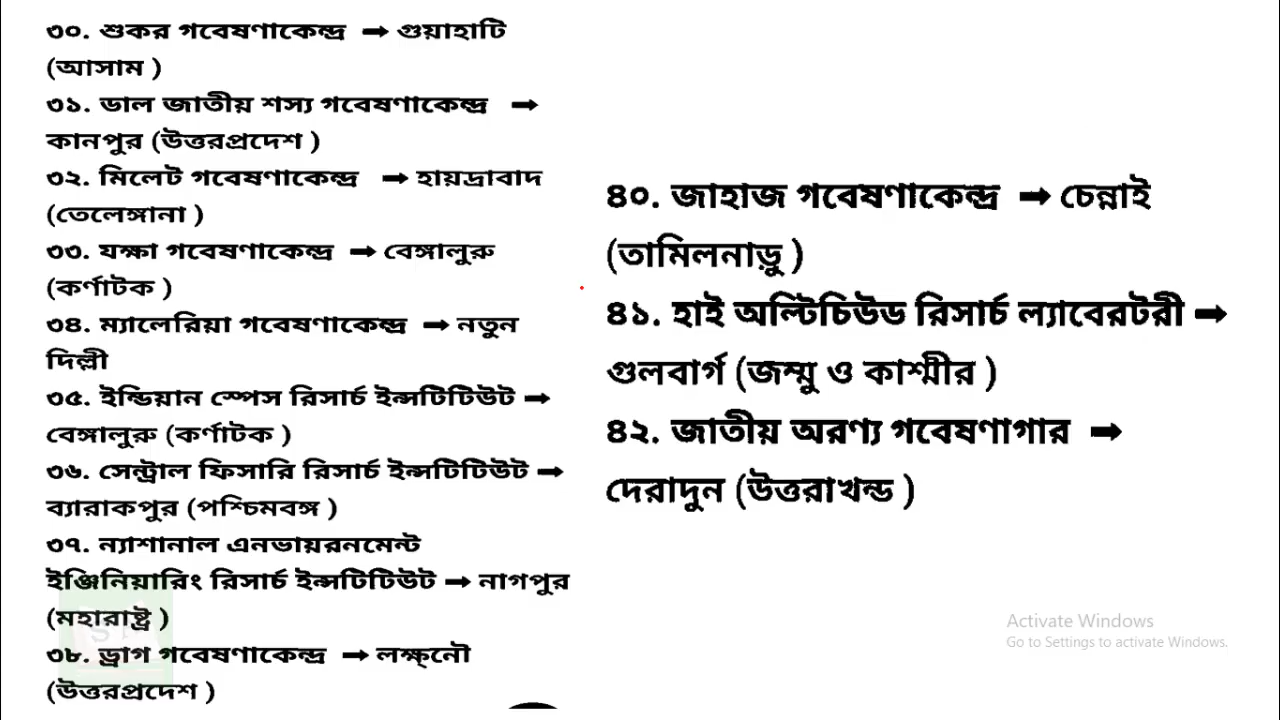 ৩০. শুকর গবেষণাকেন্দ্র ➡ গুয়াহাটি
(আসাম )
৩১. ডাল জাতীয় শস্য গবেষণাকেন্দ্র ➡
কানপুর (উত্তরপ্রদেশ )
৩২. মিলেট গবেষণাকেন্দ্র ➡ হায়দ্রাবাদ
(তেলেঙ্গানা )
৩৩. যক্ষা গবেষণাকেন্দ্র ➡ বেঙ্গালুরু
(কর্ণাটক )
৩৪. ম্যালেরিয়া গবেষণাকেন্দ্র ➡ নতুন
দিল্লী
৩৫. ইন্ডিয়ান স্পেস রিসার্চ ইন্সটিটিউট ➡
বেঙ্গালুরু (কর্ণাটক )
৩৬. সেন্ট্রাল ফিসারি রিসার্চ ইন্সটিটিউট ➡
ব্যারাকপুর (পশ্চিমবঙ্গ )
৩৭. ন্যাশানাল এনভায়রনমেন্ট
ইঞ্জিনিয়ারিং রিসার্চ ইন্সটিটিউট ➡ নাগপুর
(মহারাষ্ট্র )
৩৮. ড্রাগ গবেষণাকেন্দ্র ➡ লক্ষ্নৌ
(উত্তরপ্রদেশ )
৪০. জাহাজ গবেষণাকেন্দ্র ➡ চেন্নাই
(তামিলনাড়ু )
৪১. হাই অল্টিচিউড রিসার্চ ল্যাবেরটরী ➡
গুলবার্গ (জম্মু ও কাশ্মীর )
৪২. জাতীয় অরণ্য গবেষণাগার ➡
দেরাদুন (উত্তরাখন্ড )
Activate Windows
Go to Settings to activate Windows.